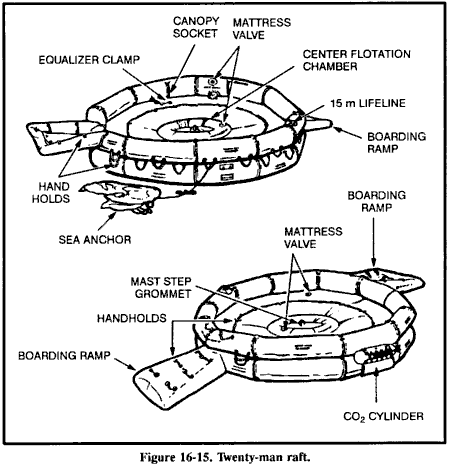 CANOPY
SOCKET
MATTRESS
VALVE
EQUALIZER CLAMP
CENTER FLOTATION
CHAMBER
15 m LIFELINE
BOARDING
RAMP
HAND
HOLDS
SEA ANCHOR
BOARDING
RAMP
MATTRESS
VALVE
MAST STEP
GROMMET
HANDHOLDS
BOARDING RAMP
CO₂ CYLINDER
Figure 16-15. Twenty-man raft.